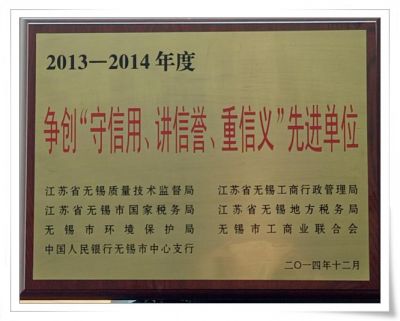 2013—2014年度
争创“守信用、讲信誉、重信义”先进单位
江苏省无锡质量技术监督局 江苏省无锡工商行政管理局
江苏省无锡市国家税务局 江苏省无锡地方税务局
无锡市环境保护局 无锡市工商业联合会
中国人民银行无锡市中心支行
二〇一四年十二月